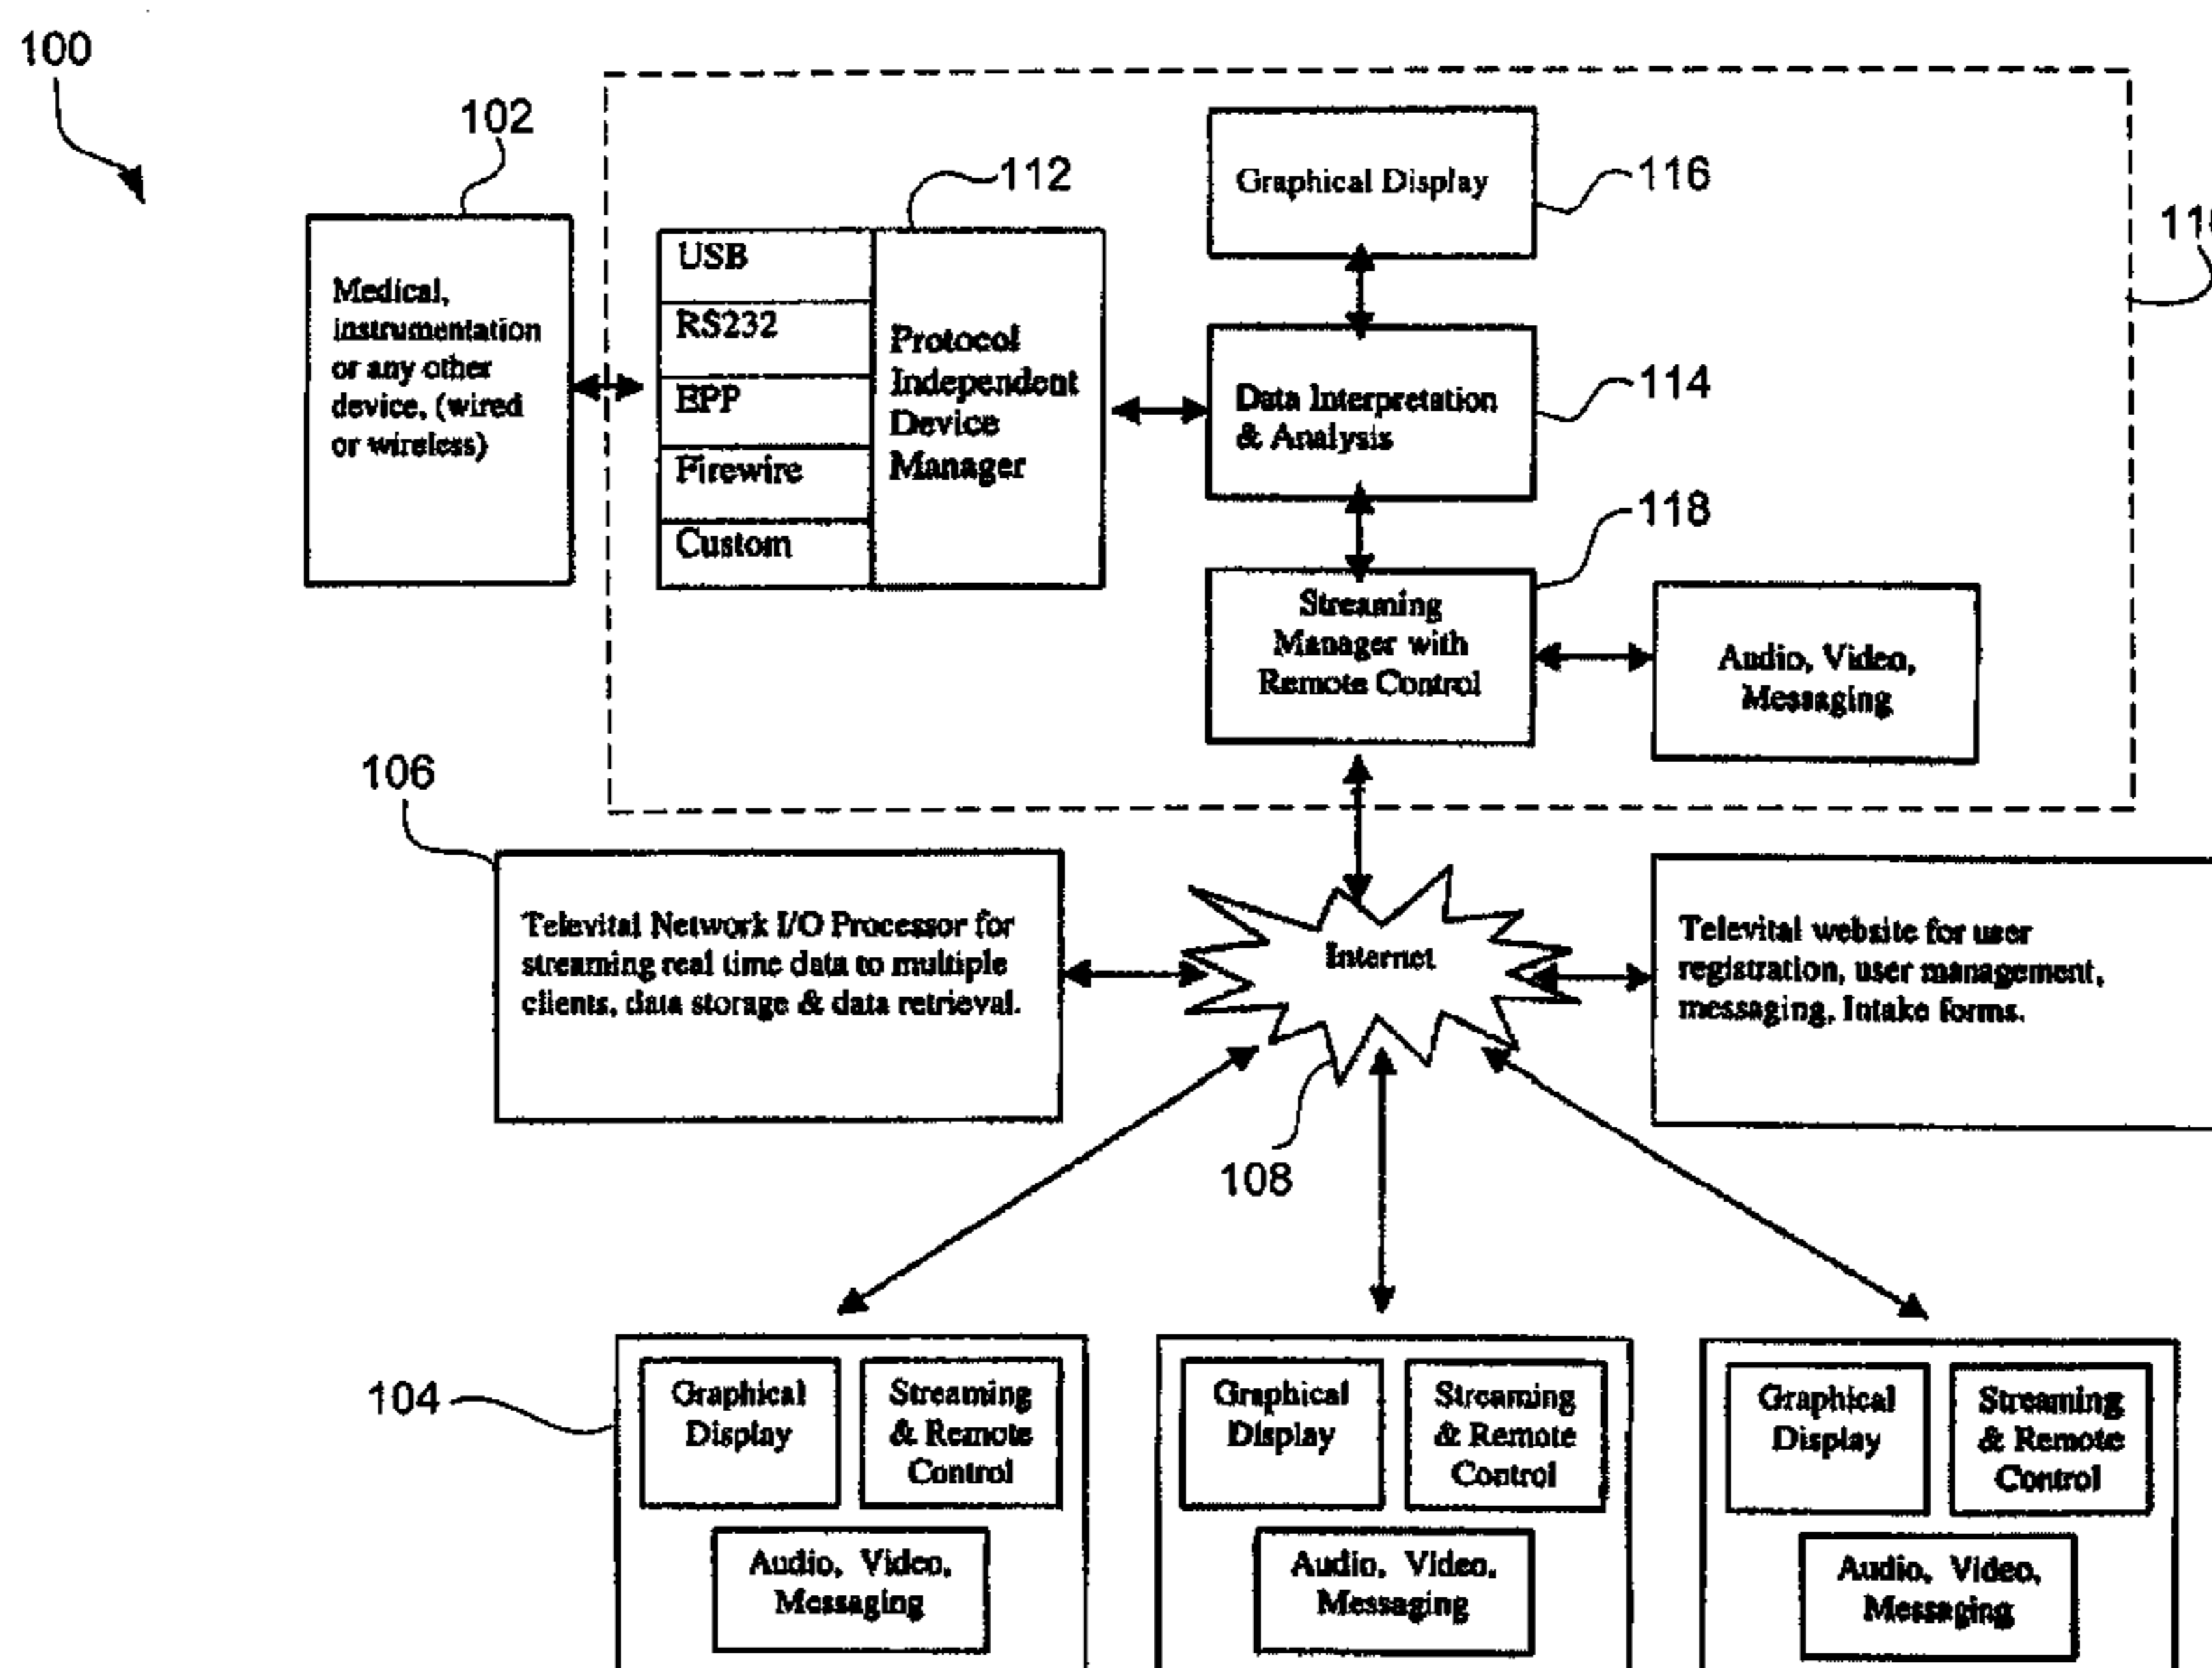 100
102
112
116
Graphical Display
Medical,
instrumentation
or any other
device, (wired
or wireless)
USB
RS232
EPP
Firewire
Custom
Protocol
Independent
Device
Manager
Data Interpretation
& Analysis
114
118
Streaming
Manager with
Remote Control
Audio, Video,
Messaging
106
Televital Network I/O Processor for
streaming real time data to multiple
clients, data storage & data retrieval.
Internet
Televital website for user
registration, user management,
messaging, Intake forms.
108
104
Graphical
Display
Streaming
& Remote
Control
Audio, Video,
Messaging
Graphical
Display
Streaming
& Remote
Control
Audio, Video,
Messaging
Graphical
Display
Streaming
& Remote
Control
Audio, Video,
Messaging